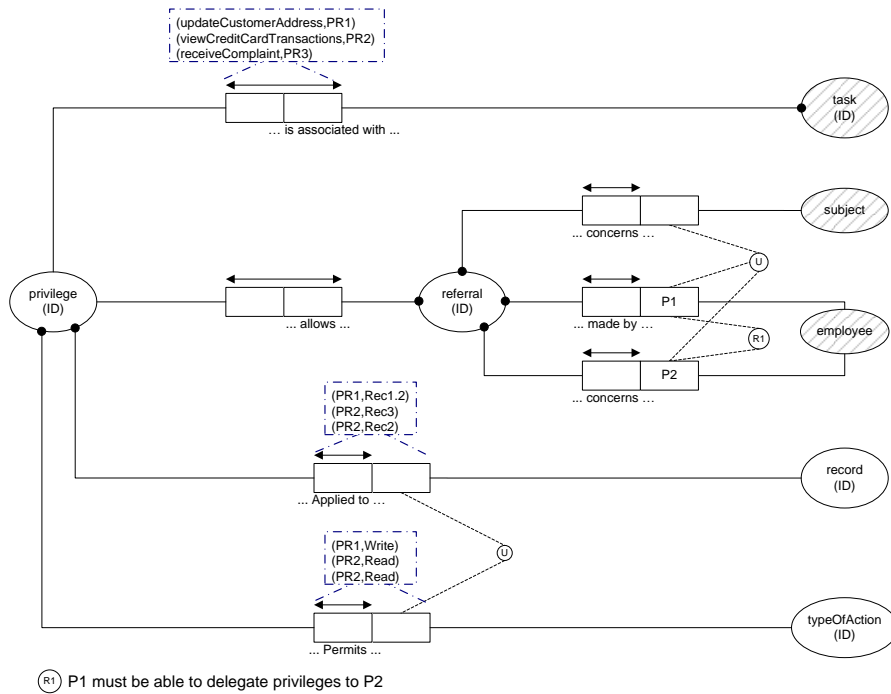 (updateCustomerAddress,PR1)
(viewCreditCardTransactions,PR2)
(receiveComplaint,PR3)
task
(ID)
... is associated with ...
subject
... concerns ...
U
privilege
(ID)
referral
(ID)
P1
... allows ...
... made by ...
employee
R1
P2
... concerns ...
(PR1,Rec1.2)
(PR2,Rec3)
(PR2,Rec2)
record
(ID)
... Applied to ...
(PR1,Write)
(PR2,Read)
(PR2,Read)
U
typeOfAction
(ID)
... Permits ...
R1 P1 must be able to delegate privileges to P2